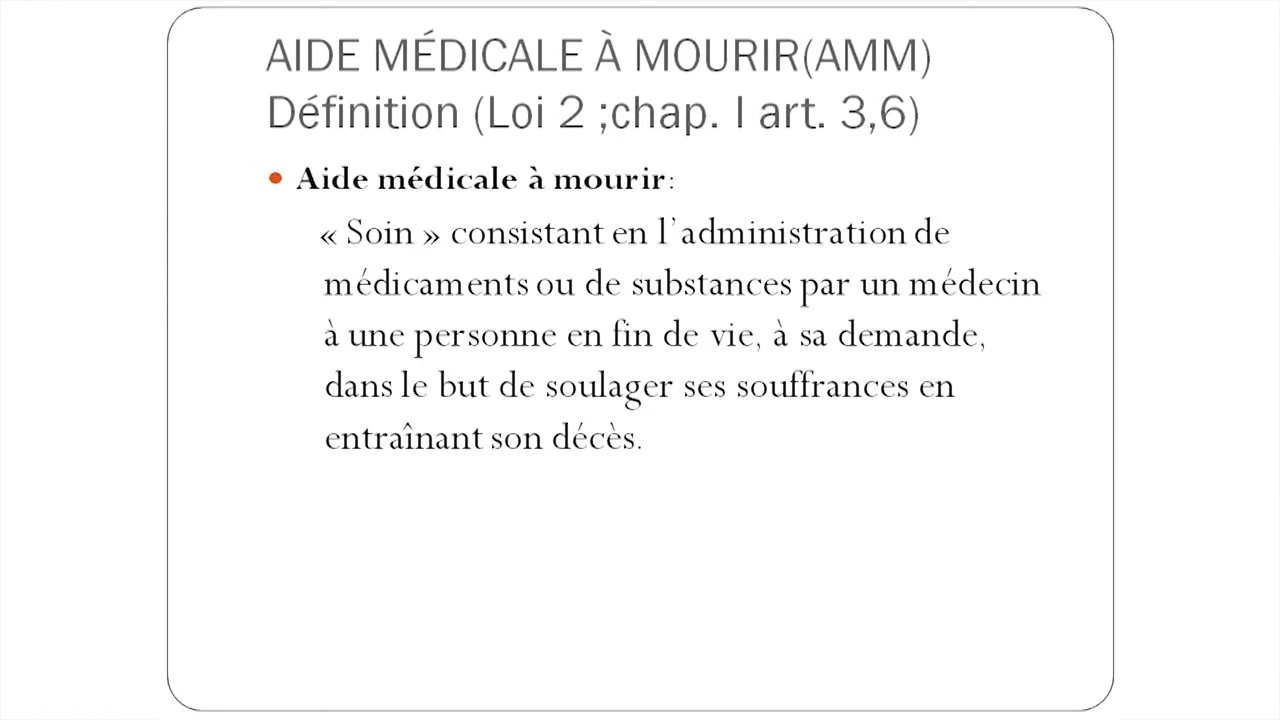 AIDE MÉDICALE À MOURIR(AMM)
Définition (Loi 2 ;chap. I art. 3,6)
• Aide médicale à mourir:
« Soin » consistant en l'administration de
médicaments ou de substances par un médecin
à une personne en fin de vie, à sa demande,
dans le but de soulager ses souffrances en
entraînant son décès.